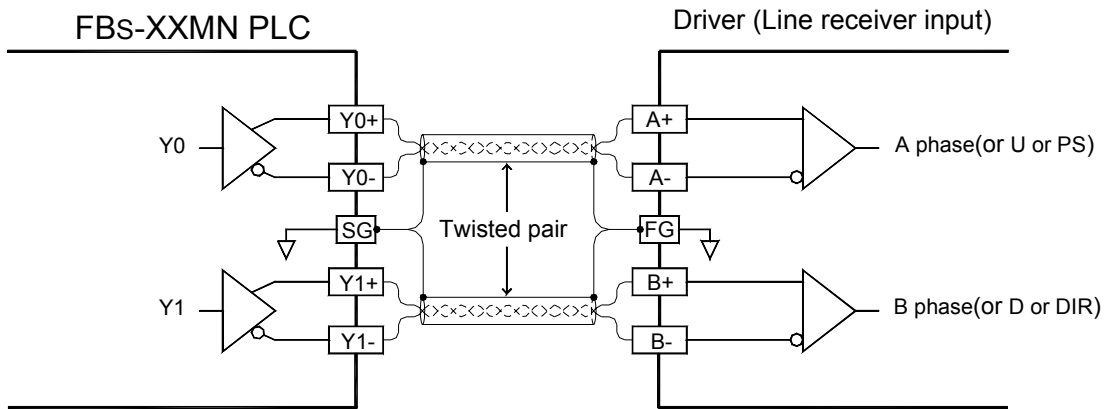 FBS-XXMN PLC
Driver (Line receiver input)
Y0
Y0+
Y0-
A+
A-
A phase(or U or PS)
SG
Twisted pair
FG
Y1
Y1+
Y1-
B+
B-
B phase(or D or DIR)